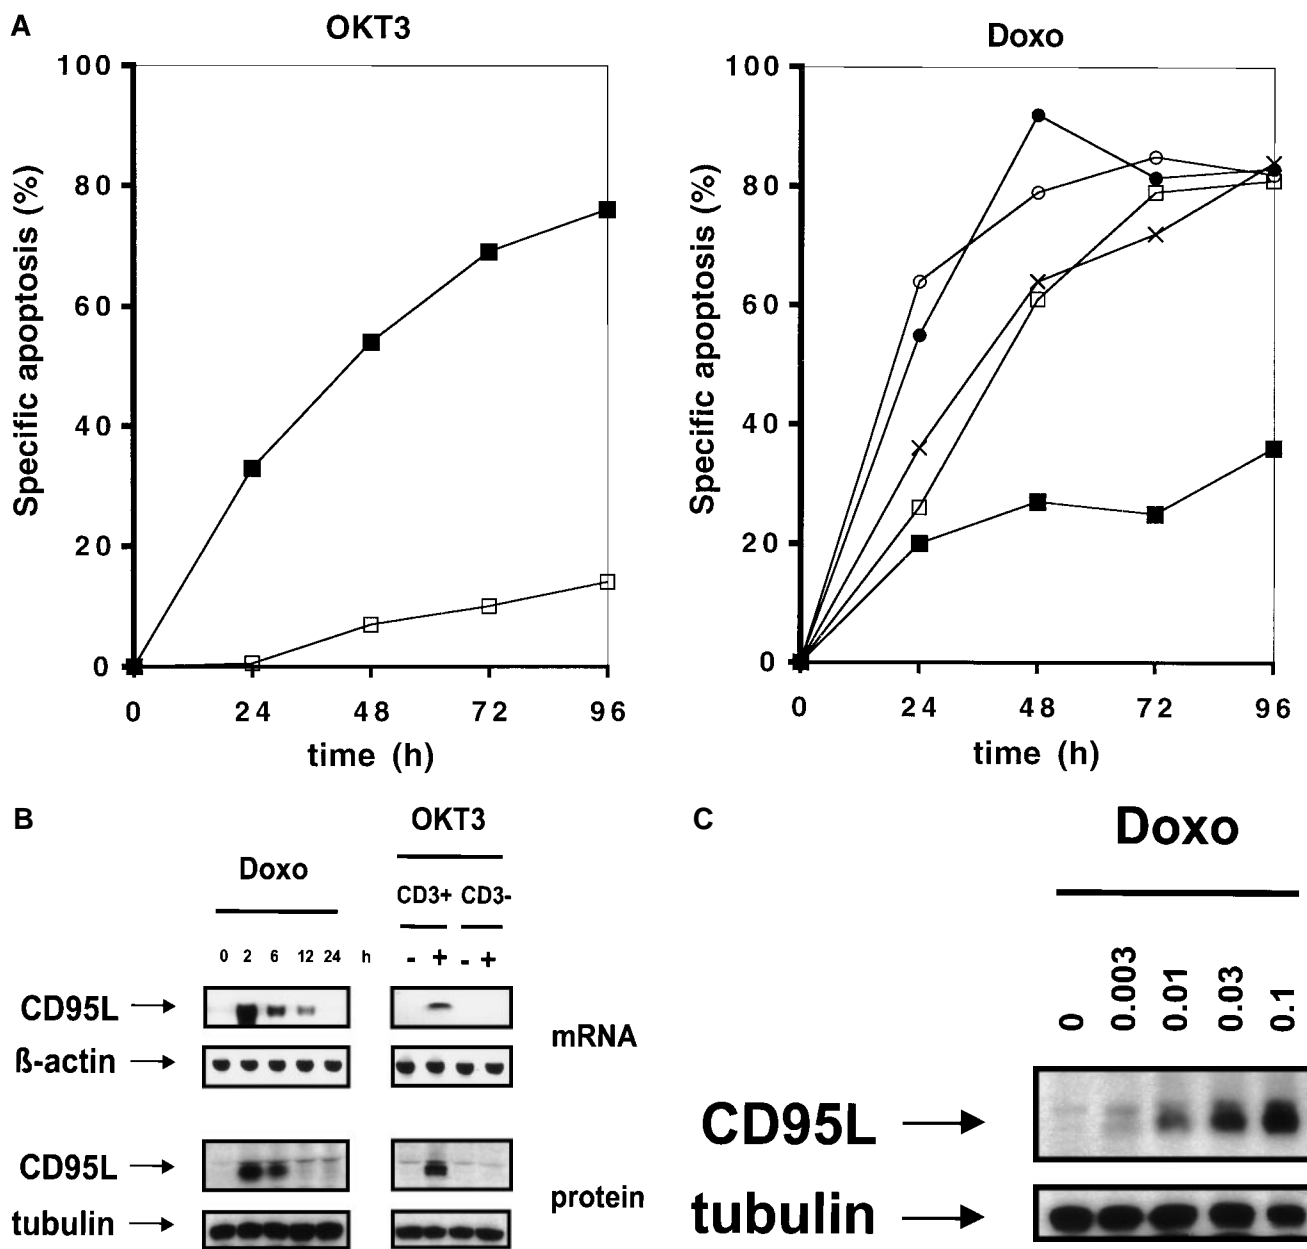 A
OKT3
Doxo
Specific apoptosis (%)
100
80
60
40
20
0
0 24 48 72 96
time (h)
Specific apoptosis (%)
100
80
60
40
20
0
0 24 48 72 96
time (h)
B
OKT3
Doxo
CD3+ CD3-
0 2 6 12 24 h - + - +
CD95L
ß-actin
mRNA
CD95L
tubulin
protein
C
Doxo
0 0.003 0.01 0.03 0.1
CD95L
tubulin